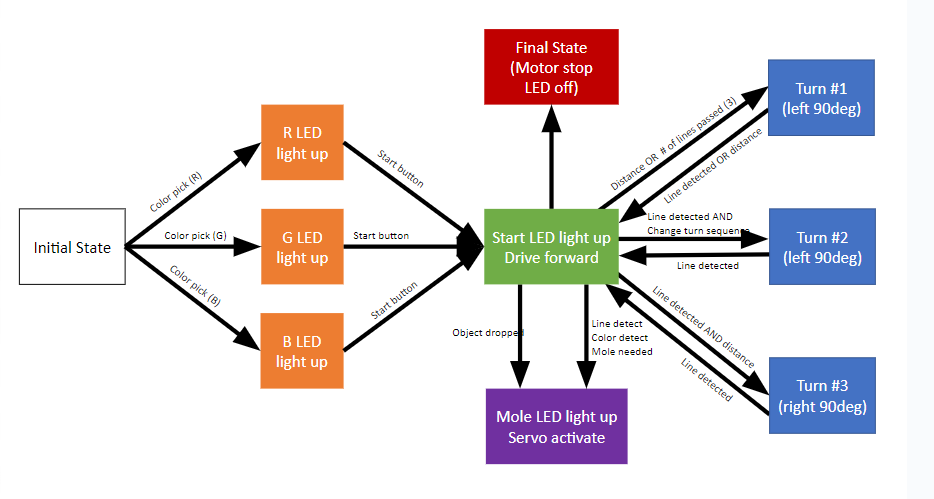 Final State
(Motor stop
LED off)
Turn #1
(left 90deg)
R LED
light up
Distance OR # of lines passed (3)
Line detected OR distance
Color pick (R)
Start button
Initial State
Color pick (G)
G LED
light up
Start button
Start LED light up
Drive forward
Line detected AND
Change turn sequence
Line detected
Turn #2
(left 90deg)
Color pick (B)
Start button
B LED
light up
Object dropped
Line detect
Color detect
Mole needed
Line detected AND distance
Line detected
Turn #3
(right 90deg)
Mole LED light up
Servo activate